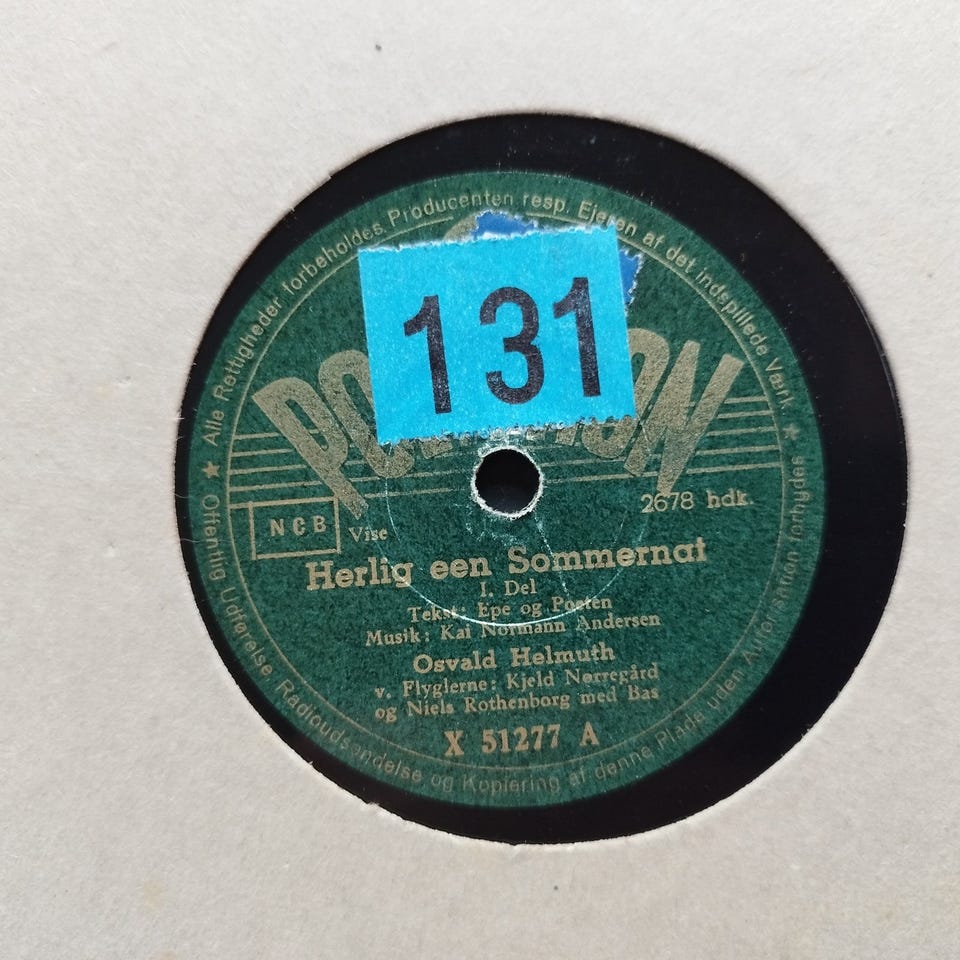 ★ Alle Rettigheder forbeholdes Producenten resp. Ejeren af det indspillede Værk. ★
Offentlig Udførelse Radioudsendelse og Kopiering af denne Plade uden Autorisation forbydes
131
2678 hdk.
NCB
Vise
Herlig een Sommernat
I. Del
Tekst: Epe og Posten
Musik: Kai Normann Andersen
Osvald Helmuth
v. Flyglerne: Kjeld Nørregård
og Niels Rothenborg med Bas
X 51277 A